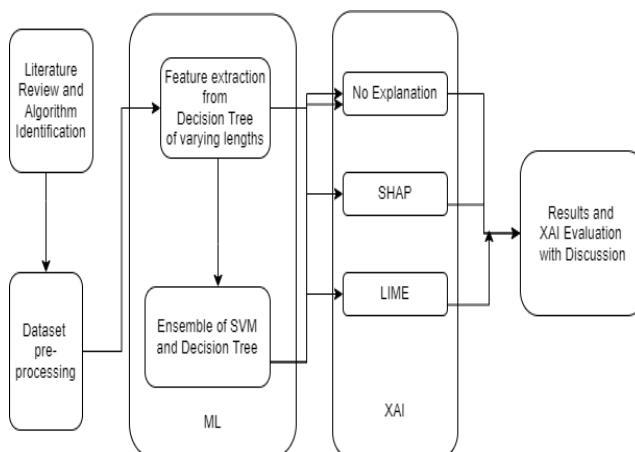 Literature
Review and
Algorithm
Identification
Dataset
pre-
processing
Feature extraction
from
Decision Tree
of varying lengths
Ensemble of SVM
and Decision Tree
ML
No Explanation
SHAP
LIME
XAI
Results and
XAI Evaluation
with Discussion